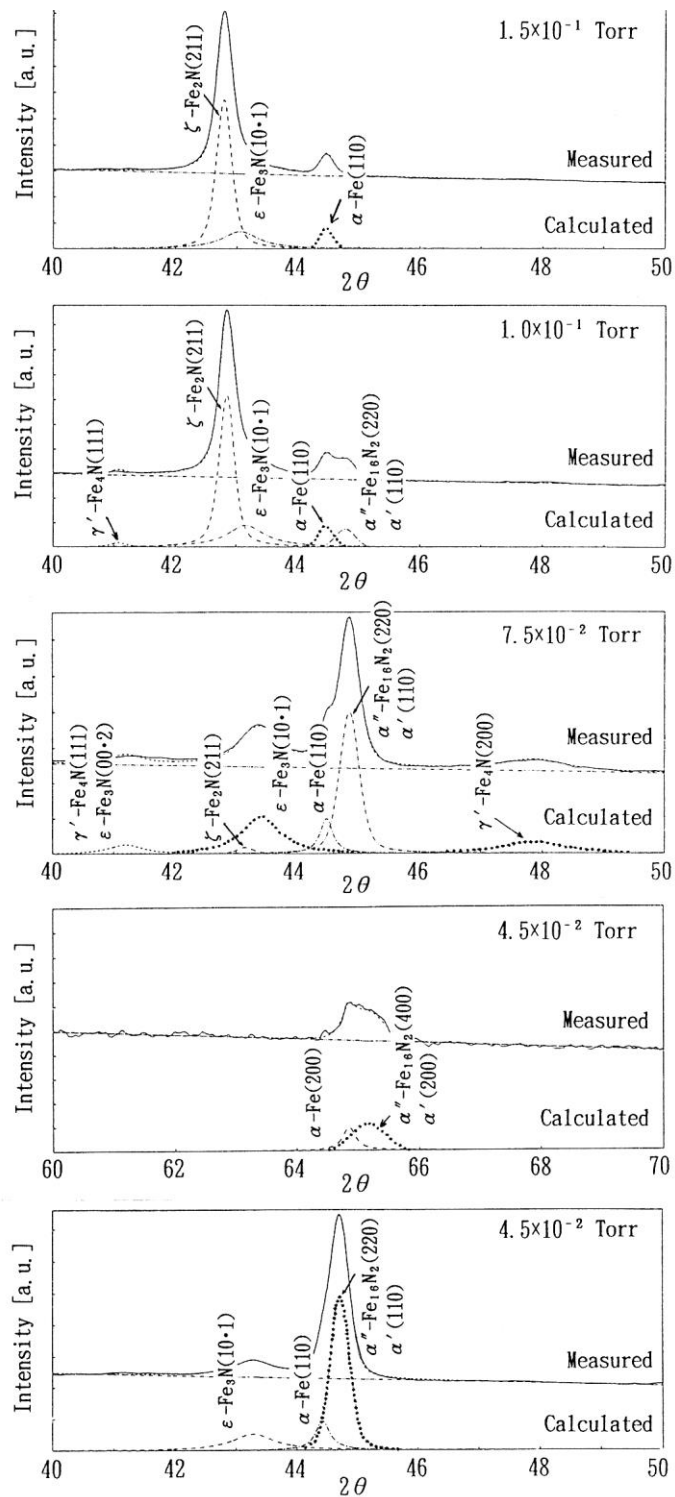 Intensity [a.u.]
1.5×10⁻¹ Torr
ζ-Fe₂N(211)
ε-Fe₃N(10·1)
α-Fe(110)
Measured
Calculated
40 42 44 46 48 50
2θ
Intensity [a.u.]
1.0×10⁻¹ Torr
γ′-Fe₄N(111)
ζ-Fe₂N(211)
ε-Fe₃N(10·1)
α-Fe(110)
α″-Fe₁₆N₂(220)
α′(110)
Measured
Calculated
40 42 44 46 48 50
2θ
Intensity [a.u.]
7.5×10⁻² Torr
γ′-Fe₄N(111)
ε-Fe₃N(00·2)
ζ-Fe₂N(211)
ε-Fe₃N(10·1)
α-Fe(110)
α″-Fe₁₆N₂(220)
α′(110)
γ′-Fe₄N(200)
Measured
Calculated
40 42 44 46 48 50
2θ
Intensity [a.u.]
4.5×10⁻² Torr
α-Fe(200)
α″-Fe₁₆N₂(400)
α′(200)
Measured
Calculated
60 62 64 66 68 70
2θ
Intensity [a.u.]
4.5×10⁻² Torr
ε-Fe₃N(10·1)
α-Fe(110)
α″-Fe₁₆N₂(220)
α′(110)
Measured
Calculated
40 42 44 46 48 50
2θ